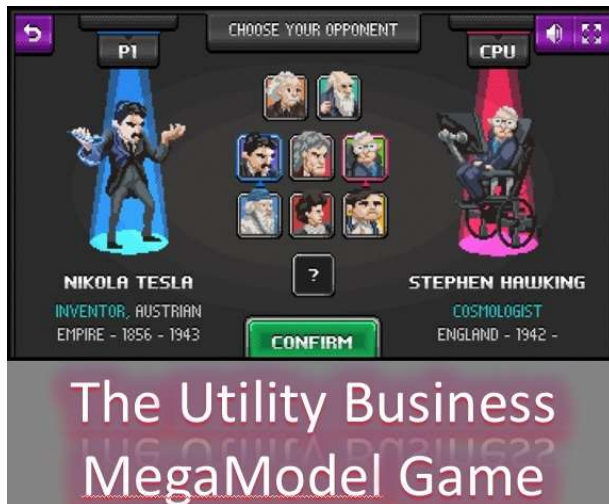 CHOOSE YOUR OPPONENT
P1
CPU
NIKOLA TESLA
INVENTOR, AUSTRIAN
EMPIRE - 1856 - 1943
?
STEPHEN HAWKING
COSMOLOGIST
ENGLAND - 1942 -
CONFIRM
The Utility Business
MegaModel Game